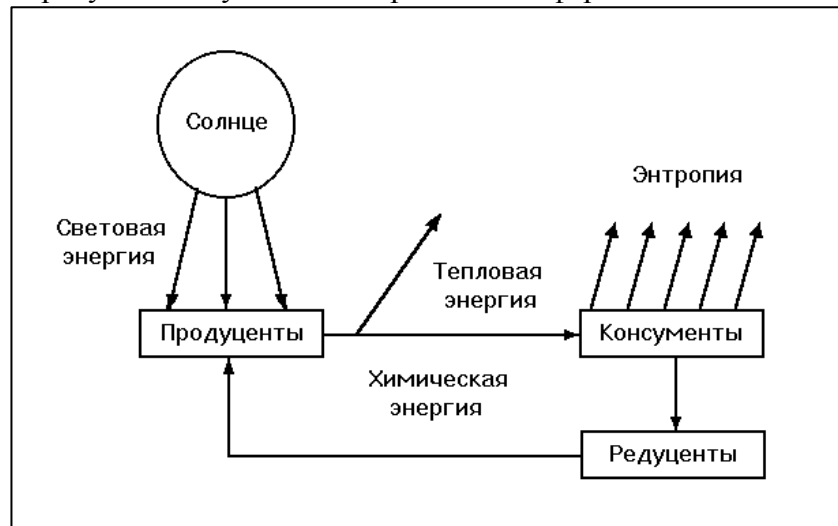 Солнце
Энтропия
Световая
энергия
Тепловая
энергия
Продуценты
Консументы
Химическая
энергия
Редуценты